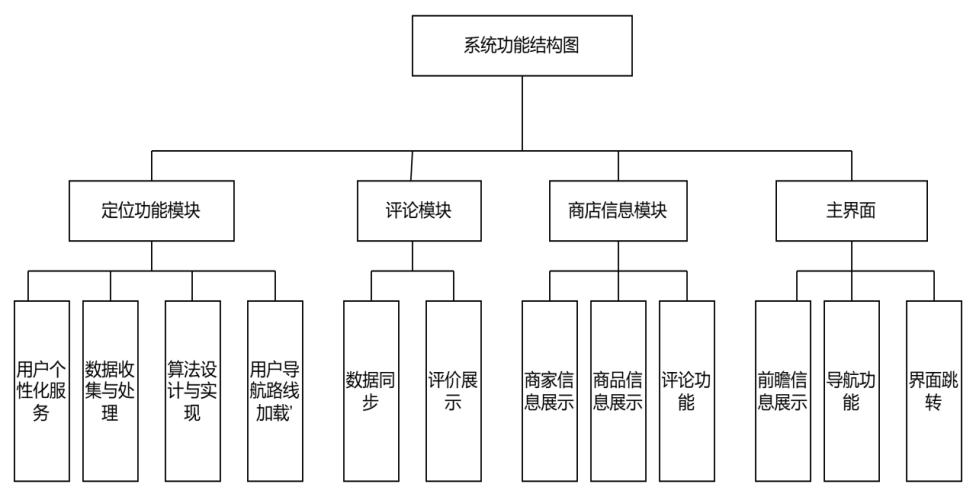 系统功能结构图
定位功能模块
评论模块
商店信息模块
主界面
用户个
性化服
务
数据收
集与处
理
算法设
计与实
现
用户导
航路线
加载'
数据同
步
评价展
示
商家信
息展示
商品信
息展示
评论功
能
前瞻信
息展示
导航功
能
界面跳
转